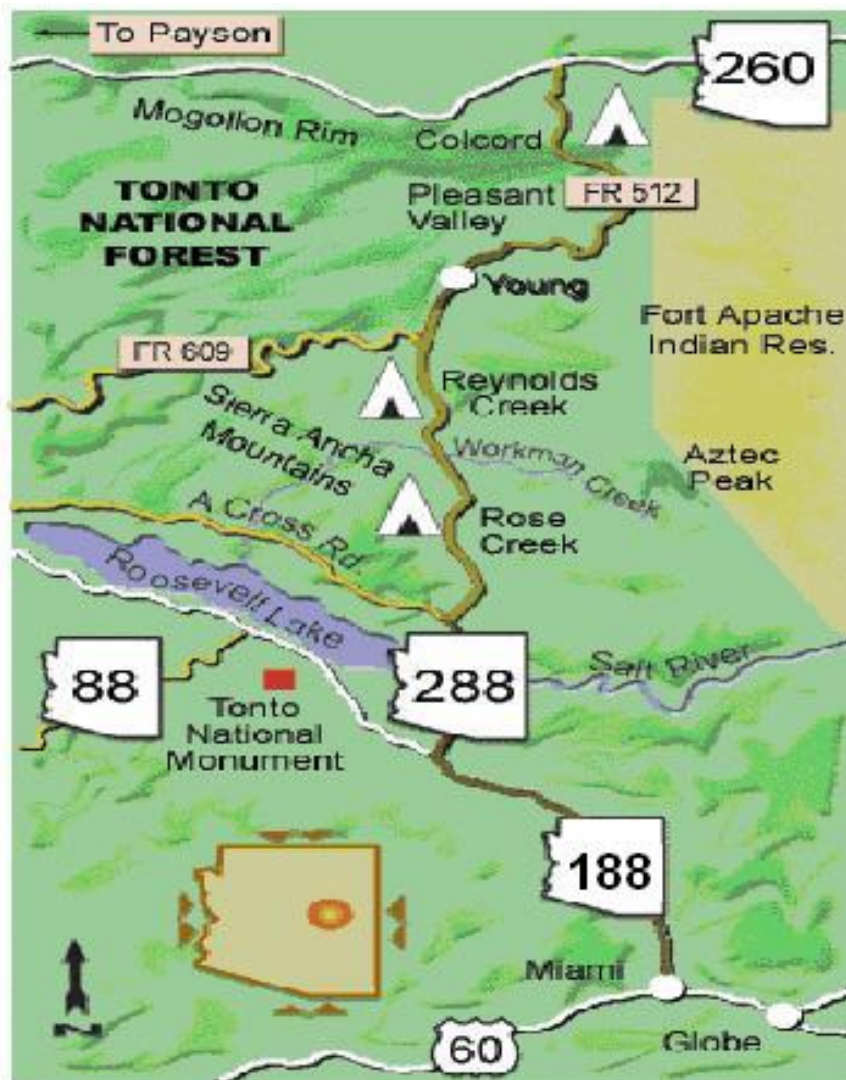 To Payson
260
Mogollon Rim
Colcord
TONTO
NATIONAL
FOREST
Pleasant
Valley
FR 512
Young
Fort Apache
Indian Res.
FR 609
Reynolds
Creek
Sierra Ancha
Mountains
Workman Creek
Aztec
Peak
A Cross Rd.
Rose
Creek
Roosevelt Lake
88
288
Salt River
Tonto
National
Monument
188
Miami
N
60
Globe